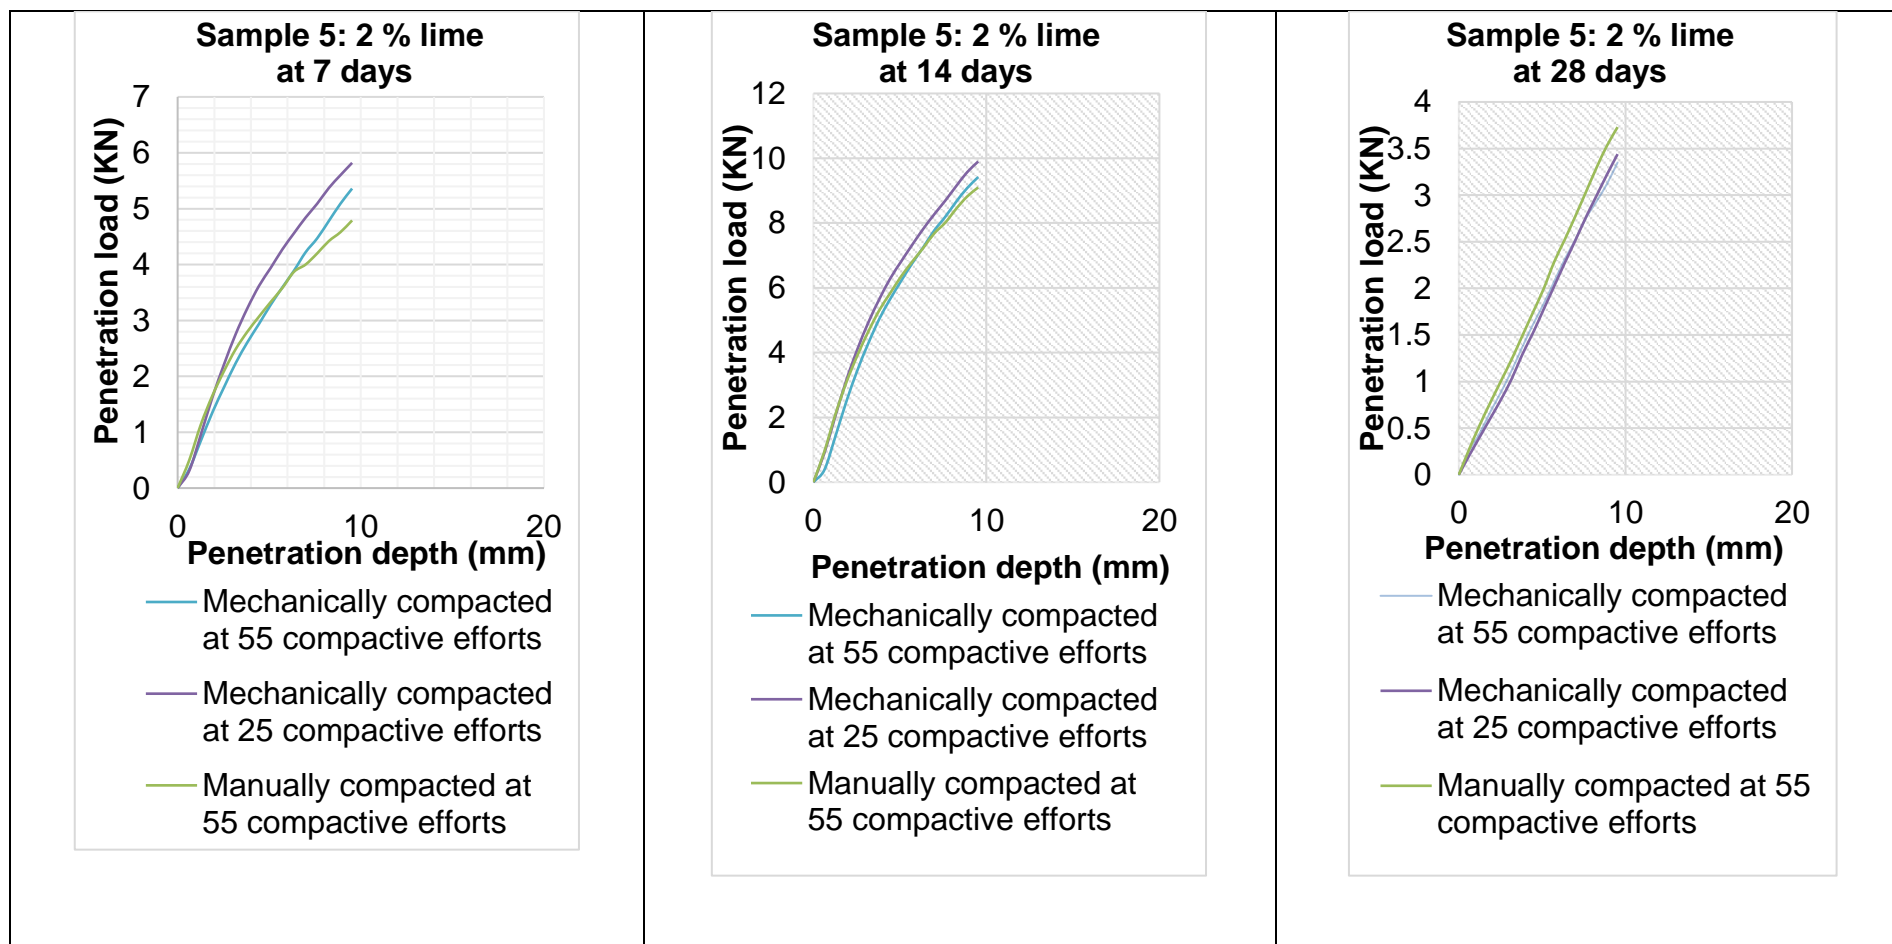 Sample 5: 2 % lime
at 7 days
7
6
5
4
3
2
1
0
Penetration load (KN)
0
10
20
Penetration depth (mm)
Mechanically compacted
at 55 compactive efforts
Mechanically compacted
at 25 compactive efforts
Manually compacted at
55 compactive efforts
Sample 5: 2 % lime
at 14 days
12
10
8
6
4
2
0
Penetration load (KN)
0
10
20
Penetration depth (mm)
Mechanically compacted
at 55 compactive efforts
Mechanically compacted
at 25 compactive efforts
Manually compacted at
55 compactive efforts
Sample 5: 2 % lime
at 28 days
4
3.5
3
2.5
2
1.5
1
0.5
0
Penetration load (KN)
0
10
20
Penetration depth (mm)
Mechanically compacted
at 55 compactive efforts
Mechanically compacted
at 25 compactive efforts
Manually compacted at 55
compactive efforts